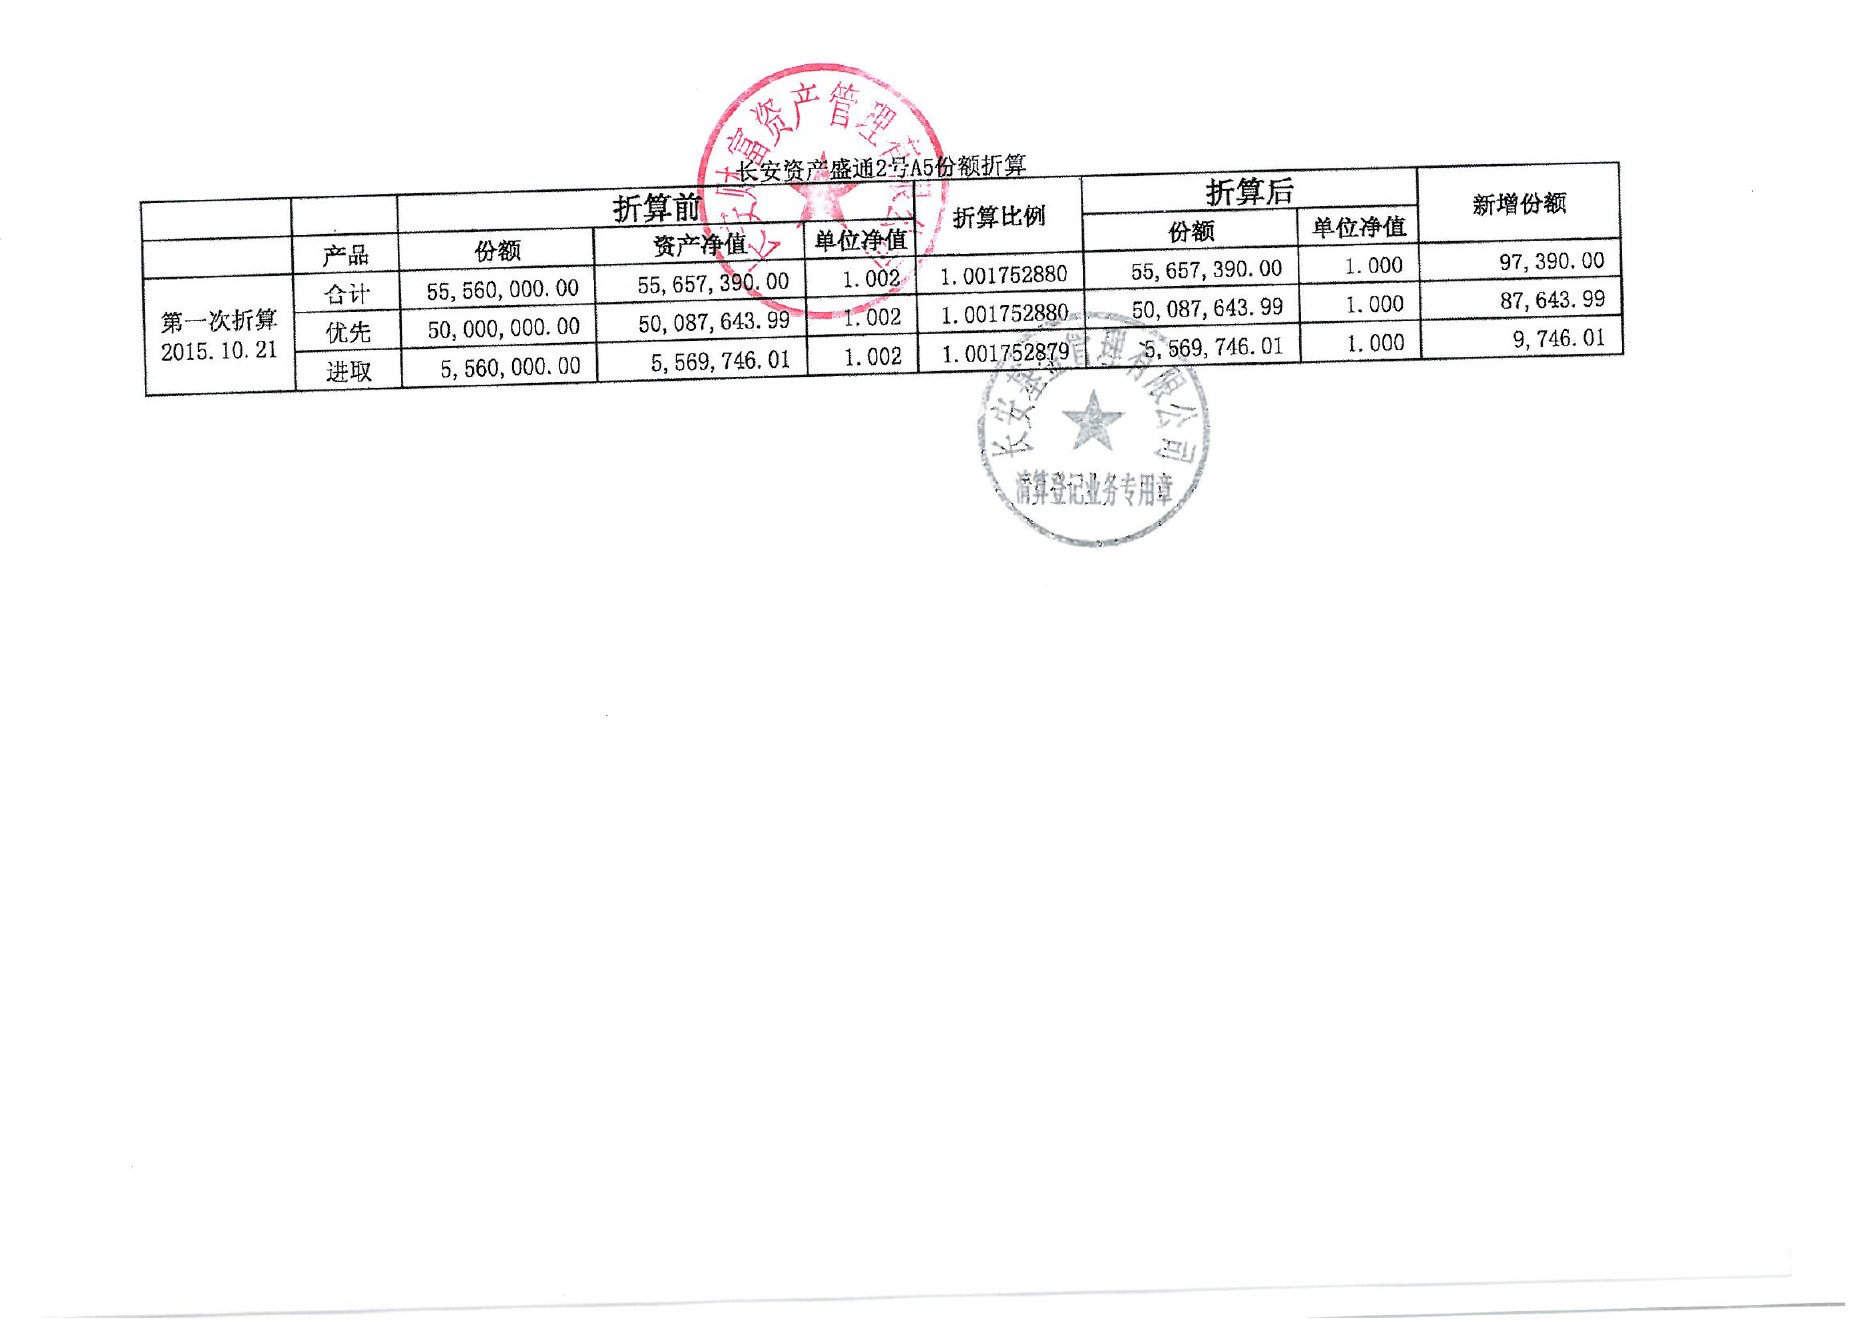 长安财富资产管理有限公司
长安资产盛通2号A5份额折算
折算前 折算比例 折算后 新增份额
产品 份额 资产净值 单位净值 份额 单位净值
第一次折算
2015.10.21
合计 55,560,000.00 55,657,390.00 1.002 1.001752880 55,657,390.00 1.000 97,390.00
优先 50,000,000.00 50,087,643.99 1.002 1.001752880 50,087,643.99 1.000 87,643.99
进取 5,560,000.00 5,569,746.01 1.002 1.001752879 5,569,746.01 1.000 9,746.01
长安基金管理有限公司
清算登记业务专用章